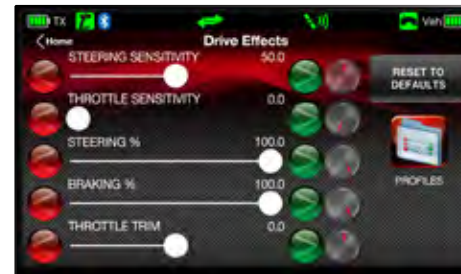 TX
Veh
Home
Drive Effects
STEERING SENSITIVITY 50.0
THROTTLE SENSITIVITY 0.0
STEERING % 100.0
BRAKING % 100.0
THROTTLE TRIM 0.0
RESET TO
DEFAULTS
PROFILES